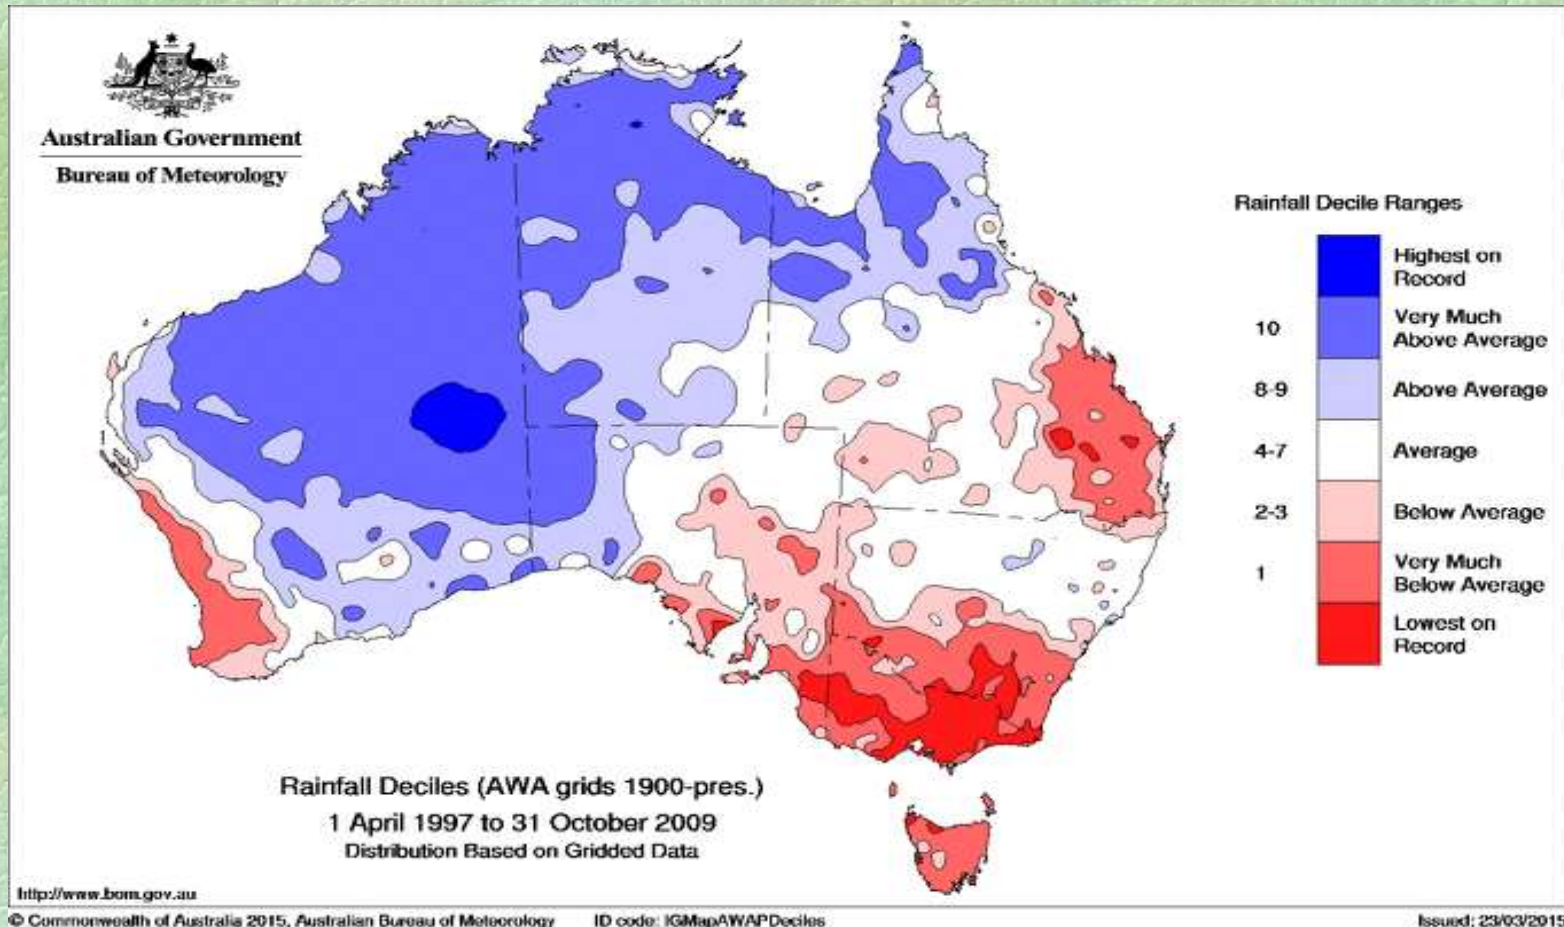 Australian Government
Bureau of Meteorology
Rainfall Decile Ranges
Highest on
Record
10
Very Much
Above Average
8-9
Above Average
4-7
Average
2-3
Below Average
1
Very Much
Below Average
Lowest on
Record
Rainfall Deciles (AWA grids 1900-pres.)
1 April 1997 to 31 October 2009
Distribution Based on Gridded Data
http://www.bom.gov.au
© Commonwealth of Australia 2015, Australian Bureau of Meteorology ID code: IGMapAWAPDeciles Issued: 23/03/2015